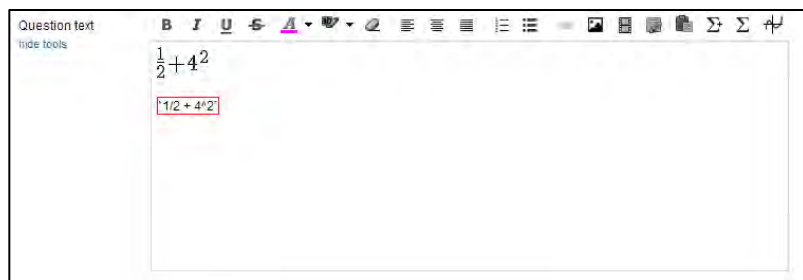 Question text
hide tools
B I U S A
1/2+4^2
`1/2 + 4^2`